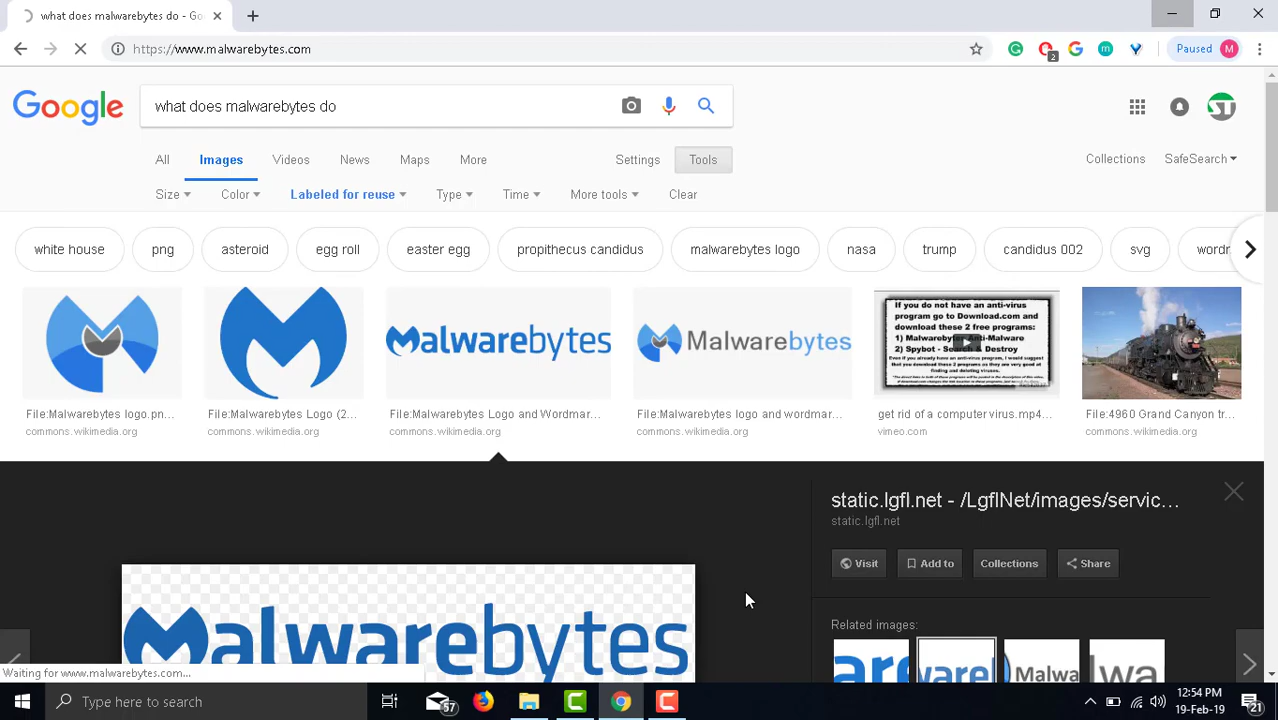 what does malwarebytes do - Go
https://www.malwarebytes.com
2
Paused
M
Google
what does malwarebytes do
ST
All
Images
Videos
News
Maps
More
Settings
Tools
Collections
SafeSearch
Size
Color
Labeled for reuse
Type
Time
More tools
Clear
white house
png
asteroid
egg roll
easter egg
propithecus candidus
malwarebytes logo
nasa
trump
candidus 002
svg
wordr
Malwarebytes
Malwarebytes
If you do not have an anti-virus
program go to Download.com and
download these 2 free programs:
1) Malwarebytes Anti-Malware
2) Spybot - Search & Destroy
File:Malwarebytes logo.png...
File:Malwarebytes Logo (2...
File:Malwarebytes Logo and Wordmar...
File:Malwarebytes logo and wordmar...
get rid of a computer virus.mp4...
File:4960 Grand Canyon tr...
commons.wikimedia.org
commons.wikimedia.org
commons.wikimedia.org
commons.wikimedia.org
vimeo.com
commons.wikimedia.org
static.lgfl.net - /LgflNet/images/servic...
static.lgfl.net
Visit
Add to
Collections
Share
Related images:
Malwarebytes
Waiting for www.malwarebytes.com...
Type here to search
57
12:54 PM
19-Feb-19
21